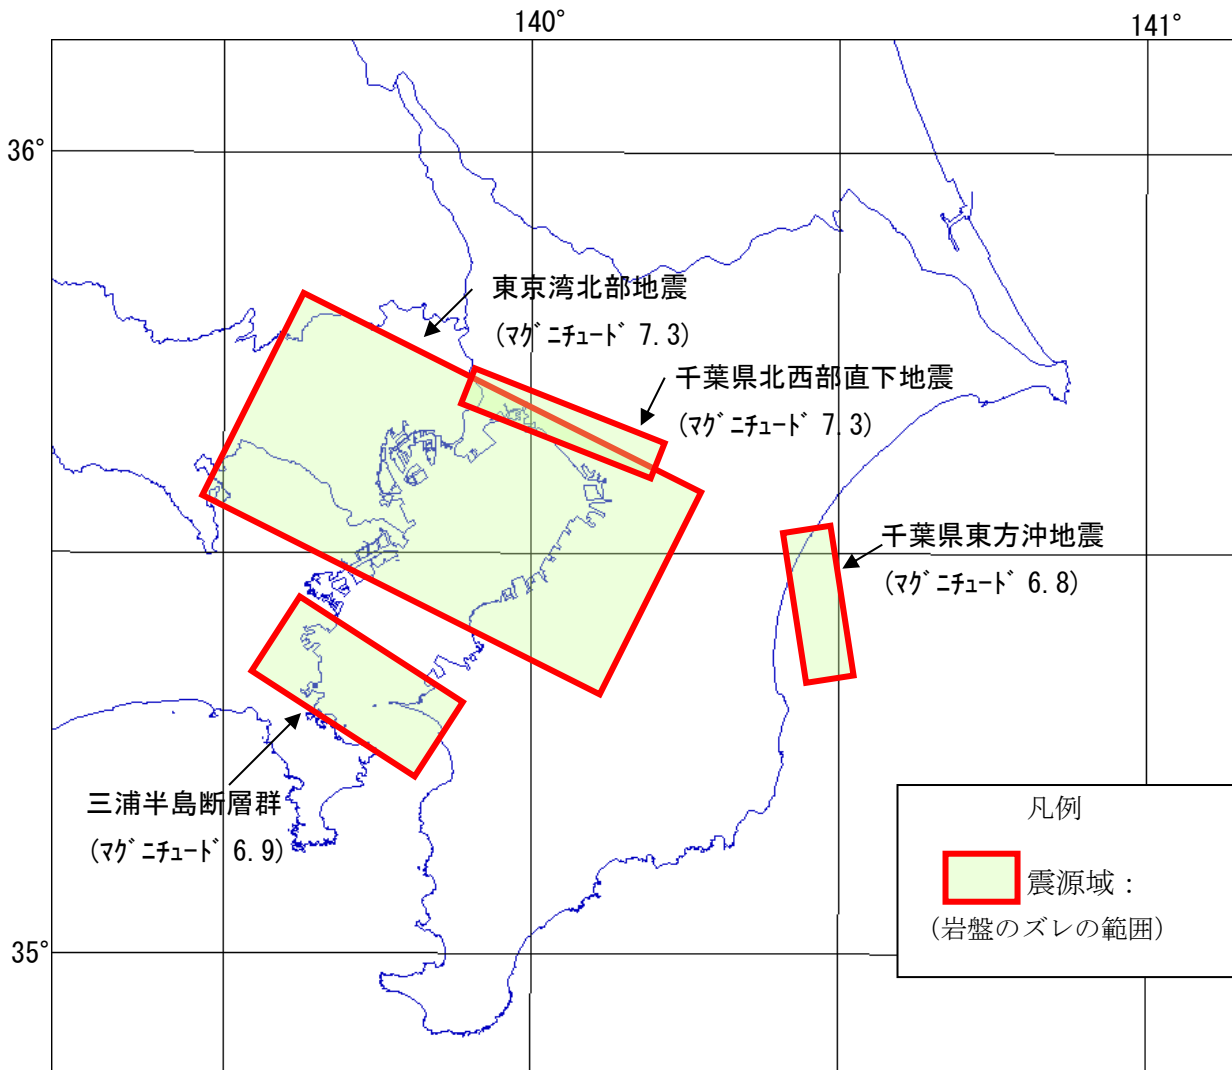 140°
141°
36°
東京湾北部地震
(ﾏｸﾞﾆﾁｭｰﾄﾞ 7.3)
千葉県北西部直下地震
(ﾏｸﾞﾆﾁｭｰﾄﾞ 7.3)
千葉県東方沖地震
(ﾏｸﾞﾆﾁｭｰﾄﾞ 6.8)
三浦半島断層群
(ﾏｸﾞﾆﾁｭｰﾄﾞ 6.9)
凡例
震源域：
(岩盤のズレの範囲)
35°